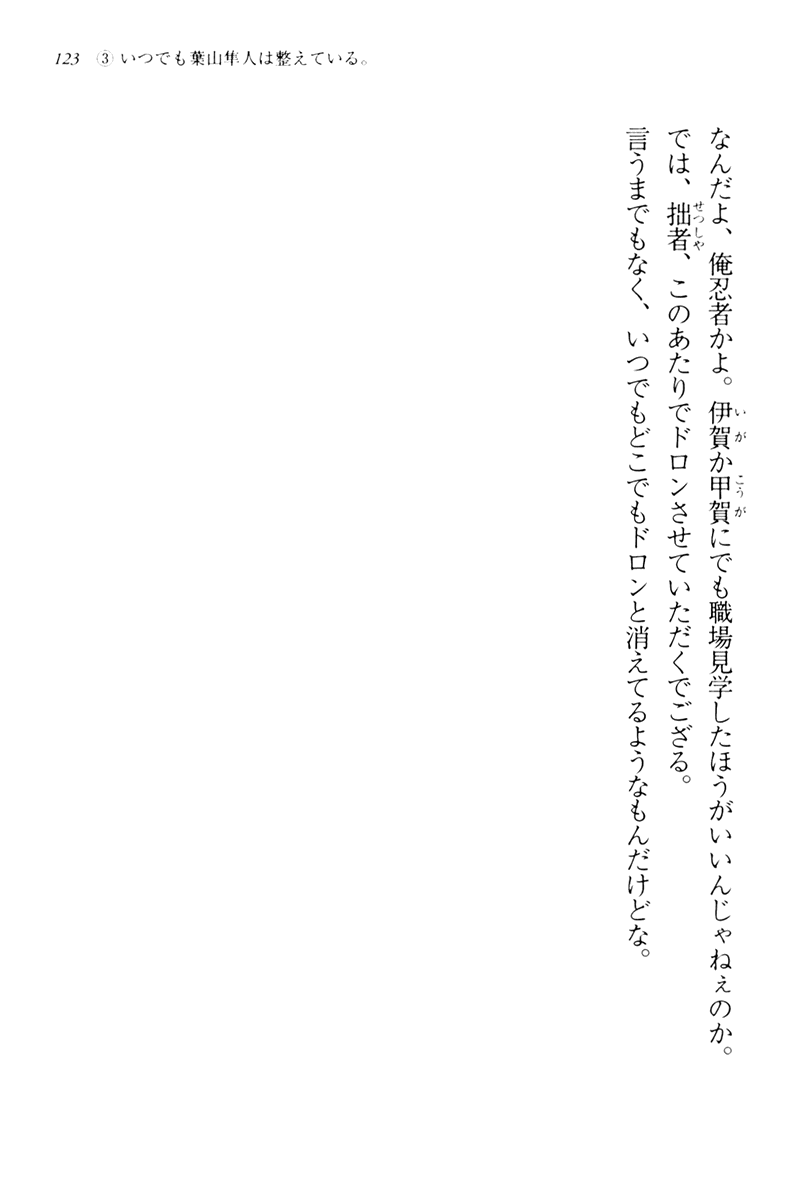 123 ③ いつでも葉山隼人は整えている。
なんだよ、俺忍者かよ。伊賀か甲賀にでも職場見学したほうがいいんじゃねぇのか。
では、拙者、このあたりでドロンさせていただくでござる。
言うまでもなく、いつでもどこでもドロンと消えてるようなもんだけどな。